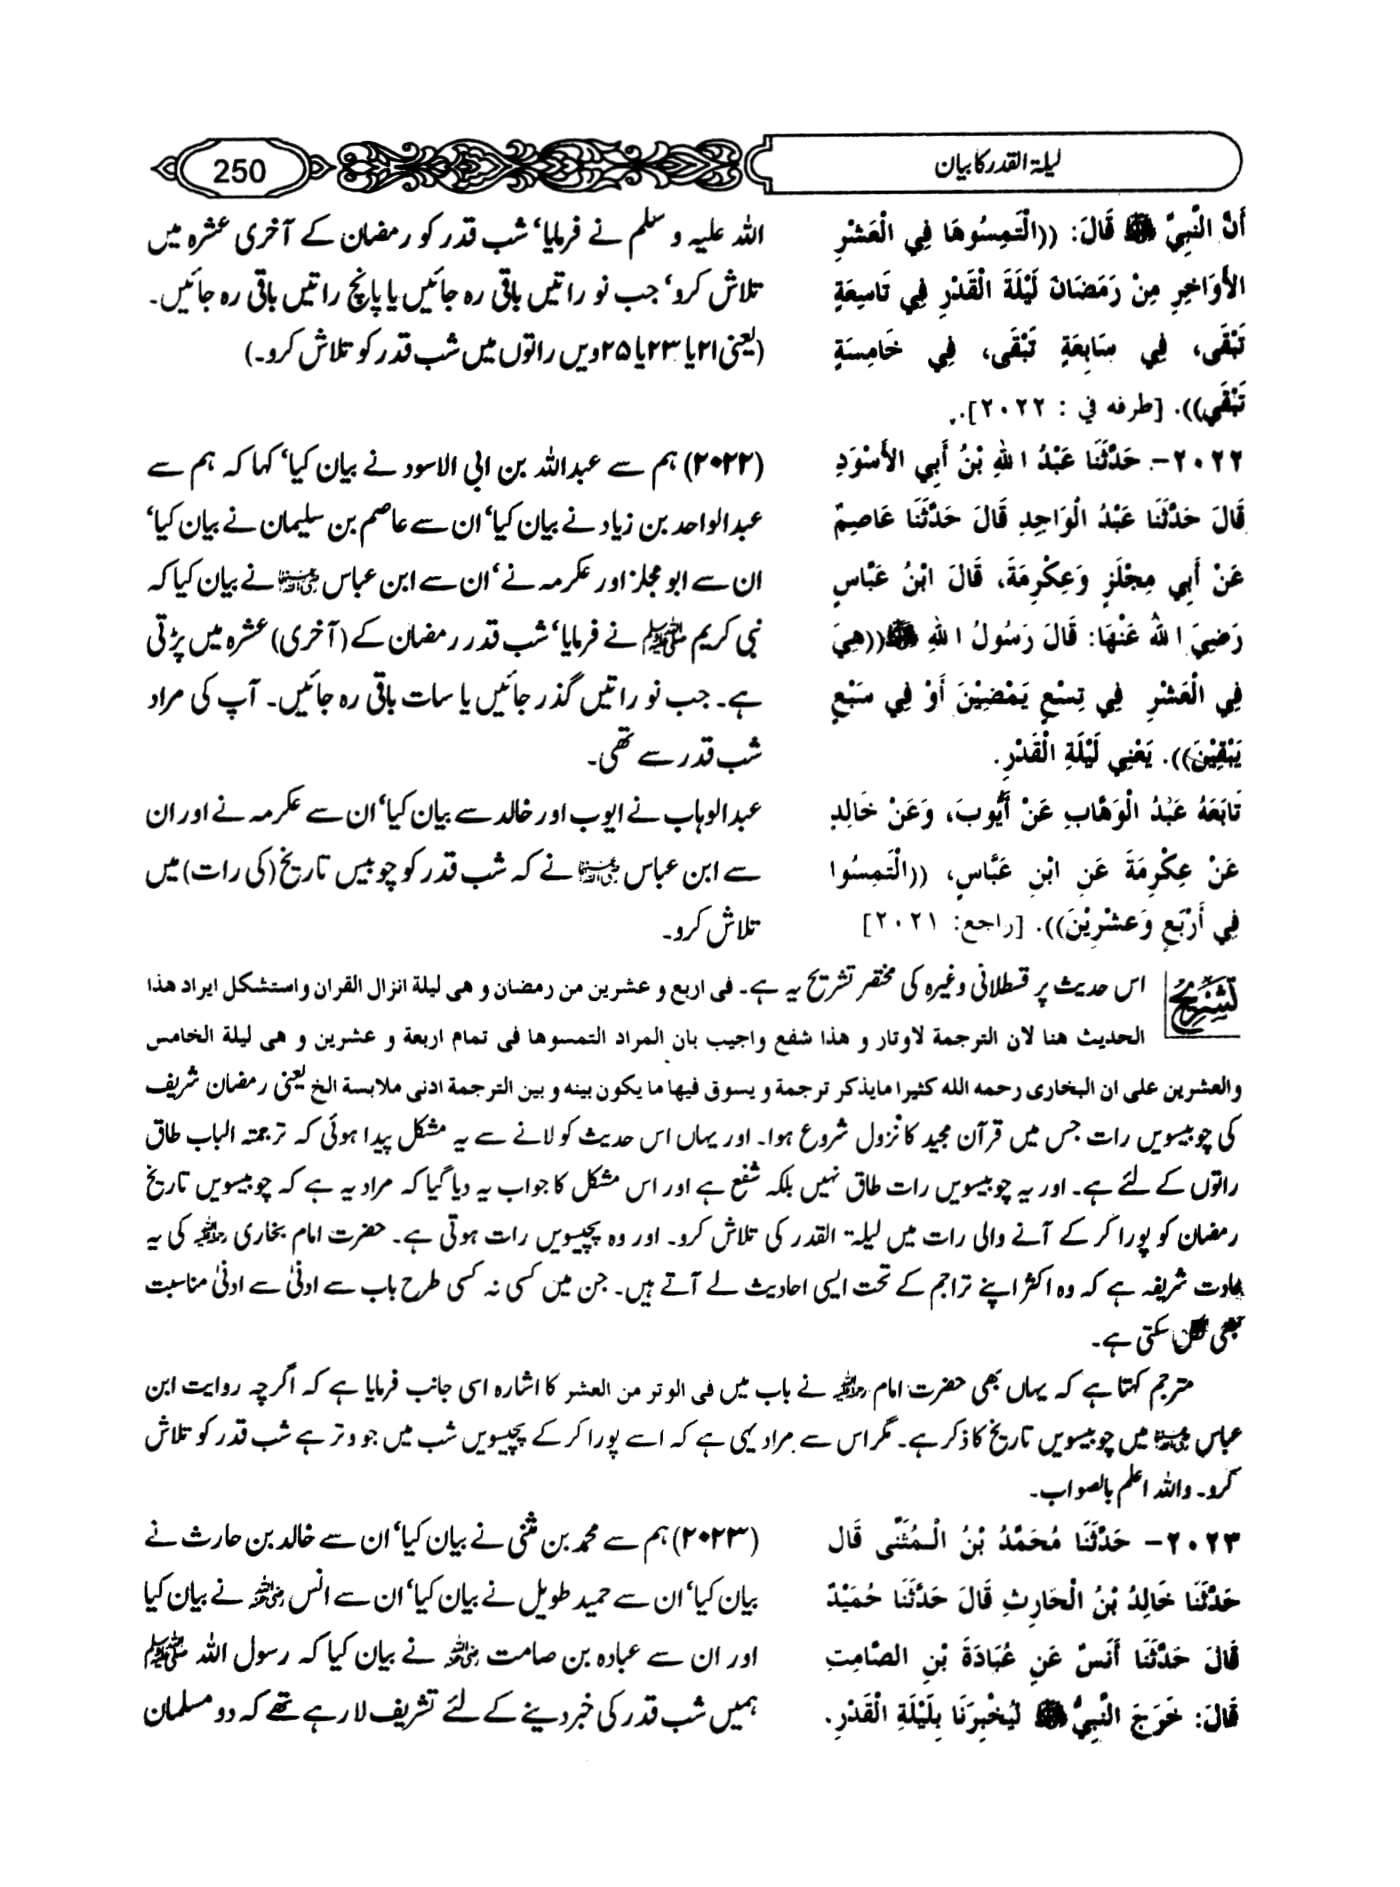 ليلة القدر کا بیان
250
أَنَّ النَّبِيَّ ﷺ قَالَ: ((الْتَمِسُوهَا فِي الْعَشْرِ
الأَوَاخِرِ مِنْ رَمَضَانَ لَيْلَةَ الْقَدْرِ فِي تَاسِعَةٍ
تَبْقَى، فِي سَابِعَةٍ تَبْقَى، فِي خَامِسَةٍ
تَبْقَى)). [طرفه في : ٢٠٢٢].
اللہ علیہ و سلم نے فرمایا‘ شب قدر کو رمضان کے آخری عشرہ میں
تلاش کرو‘ جب نو راتیں باقی رہ جائیں یا پانچ راتیں باقی رہ جائیں۔
(یعنی ۲۱ یا ۲۳ یا ۲۵ ویں راتوں میں شب قدر کو تلاش کرو۔)
٢٠٢٢- حَدَّثَنَا عَبْدُ اللهِ بْنُ أَبِي الأَسْوَدِ
قَالَ حَدَّثَنَا عَبْدُ الْوَاحِدِ قَالَ حَدَّثَنَا عَاصِمٌ
عَنْ أَبِي مِجْلَزٍ وَعِكْرِمَةَ، قَالَ ابْنُ عَبَّاسٍ
رَضِيَ اللهُ عَنْهَا: قَالَ رَسُولُ اللهِ ﷺ ((هِيَ
فِي الْعَشْرِ فِي تِسْعٍ يَمْضِيْنَ أَوْ فِي سَبْعٍ
يَبْقِيْنَ)). يَعْنِي لَيْلَةِ الْقَدْرِ.
تَابَعَهُ عَبْدُ الْوَهَّابِ عَنْ أَيُّوبَ، وَعَنْ خَالِدٍ
عَنْ عِكْرِمَةَ عَنِ ابْنِ عَبَّاسٍ، ((الْتَمِسُوا
فِي أَرْبَعٍ وَعشْرِيْنَ)). [راجع: ٢٠٢١]
(۲۰۲۲) ہم سے عبداللہ بن ابی الاسود نے بیان کیا‘ کہا کہ ہم سے
عبدالواحد بن زیاد نے بیان کیا‘ ان سے عاصم بن سلیمان نے بیان کیا‘
ان سے ابو مجلز اور عکرمہ نے‘ ان سے ابن عباس رضی اللہ عنہما نے بیان کیا کہ
نبی کریم ﷺ نے فرمایا‘ شب قدر رمضان کے (آخری) عشرہ میں پڑتی
ہے۔ جب نو راتیں گذر جائیں یا سات باقی رہ جائیں۔ آپ کی مراد
شب قدر سے تھی۔
عبدالوہاب نے ایوب اور خالد سے بیان کیا‘ ان سے عکرمہ نے اور ان
سے ابن عباس رضی اللہ عنہما نے کہ شب قدر کو چوبیس تاریخ (کی رات) میں
تلاش کرو۔
تشریح
اس حدیث پر قسطلانی وغیرہ کی مختصر تشریح یہ ہے۔ فی اربع و عشرین من رمضان و هی لیلة انزال القران واستشکل ایراد هذا
الحدیث هنا لان الترجمة لاوتار و هذا شفع واجیب بان المراد التمسوها فی تمام اربعة و عشرین و هی لیلة الخامس
والعشرین علی ان البخاری رحمه الله کثیرا مایذکر ترجمة و یسوق فیها ما یکون بینه و بین الترجمة ادنی ملابسة الخ یعنی رمضان شریف
کی چوبیسویں رات جس میں قرآن مجید کا نزول شروع ہوا۔ اور یہاں اس حدیث کو لانے سے یہ مشکل پیدا ہوئی کہ ترجمتہ الباب طاق
راتوں کے لئے ہے۔ اور یہ چوبیسویں رات طاق نہیں بلکہ شفع ہے اور اس مشکل کا جواب یہ دیا گیا کہ مراد یہ ہے کہ چوبیسویں تاریخ
رمضان کو پورا کر کے آنے والی رات میں لیلۃ القدر کی تلاش کرو۔ اور وہ پچیسویں رات ہوتی ہے۔ حضرت امام بخاری رحمہ اللہ کی یہ
عادت شریفہ ہے کہ وہ اکثر اپنے تراجم کے تحت ایسی احادیث لے آتے ہیں۔ جن میں کسی نہ کسی طرح باب سے ادنیٰ سے ادنیٰ مناسبت
بھی نکل سکتی ہے۔
مترجم کہتا ہے کہ یہاں بھی حضرت امام رحمہ اللہ نے باب میں فی الوتر من العشر کا اشارہ اسی جانب فرمایا ہے کہ اگرچہ روایت ابن
عباس رضی اللہ عنہما میں چوبیسویں تاریخ کا ذکر ہے۔ مگر اس سے مراد یہی ہے کہ اسے پورا کر کے پچیسویں شب میں جو وتر ہے شب قدر کو تلاش
کرو۔ واللہ اعلم بالصواب۔
٢٠٢٣- حَدَّثَنَا مُحَمَّدُ بْنُ الْمُثَنَّى قَالَ
حَدَّثَنَا خَالِدُ بْنُ الْحَارِثِ قَالَ حَدَّثَنَا حُمَيْدٌ
قَالَ حَدَّثَنَا أَنَسٌ عَنِ عُبَادَةَ بْنِ الصَّامِتِ
قَالَ: خَرَجَ النَّبِيُّ ﷺ لَيُخْبِرَنَا بِلَيْلَةِ الْقَدْرِ.
(۲۰۲۳) ہم سے محمد بن مثنی نے بیان کیا‘ ان سے خالد بن حارث نے
بیان کیا‘ ان سے حمید طویل نے بیان کیا‘ ان سے انس رضی اللہ عنہ نے بیان کیا
اور ان سے عبادہ بن صامت رضی اللہ عنہ نے بیان کیا کہ رسول اللہ ﷺ
ہمیں شب قدر کی خبر دینے کے لئے تشریف لا رہے تھے کہ دو مسلمان